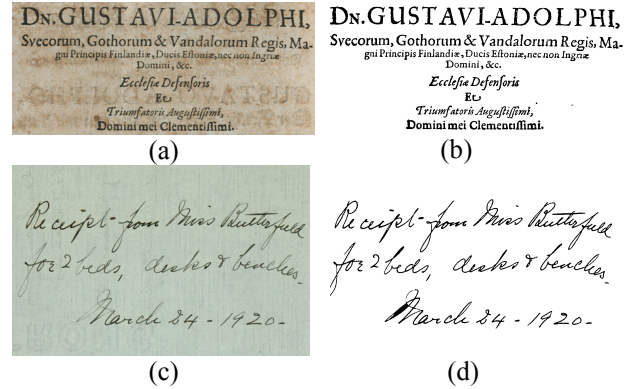 DN. GUSTAVI-ADOLPHI,
Svecorum, Gothorum & Vandalorum Regis, Ma-
gni Principis Finlandiæ, Ducis Estoniæ, nec non Ingriæ
Domini, &c.
Ecclesiæ Defensoris
Et
Triumfatoris Augustissimi,
Domini mei Clementissimi.
(a)
DN. GUSTAVI-ADOLPHI,
Svecorum, Gothorum & Vandalorum Regis, Ma-
gni Principis Finlandiæ, Ducis Estoniæ, nec non Ingriæ
Domini, &c.
Ecclesiæ Defensoris
Et
Triumfatoris Augustissimi,
Domini mei Clementissimi.
(b)
Receipt from Miss Butterfield
for 2 beds, desks & benches.
March 24 - 1920 -
(c)
Receipt from Miss Butterfield
for 2 beds, desks & benches.
March 24 - 1920 -
(d)